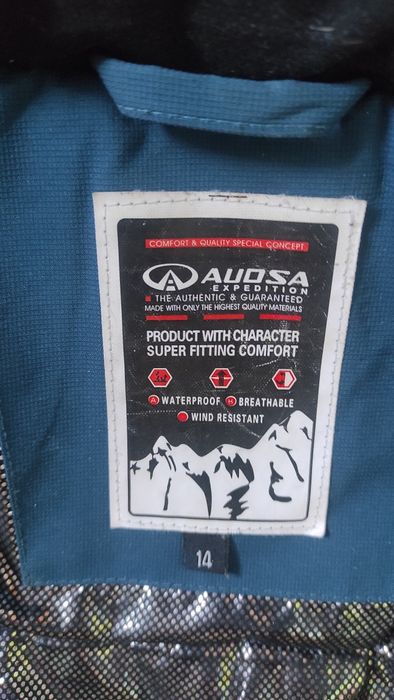 COMFORT & QUALITY SPECIAL CONCEPT
AUDSA
EXPEDITION
THE AUTHENTIC & GUARANTEED
MADE WITH ONLY THE HIGHEST QUALITY MATERIALS
PRODUCT WITH CHARACTER
SUPER FITTING COMFORT
A WATERPROOF H BREATHABLE
WIND RESISTANT
14